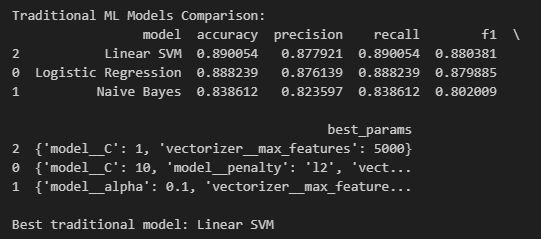 Traditional ML Models Comparison:
model accuracy precision recall f1 \
2 Linear SVM 0.890054 0.877921 0.890054 0.880381
0 Logistic Regression 0.888239 0.876139 0.888239 0.879885
1 Naive Bayes 0.838612 0.823597 0.838612 0.802009
best_params
2 {'model__C': 1, 'vectorizer__max_features': 5000}
0 {'model__C': 10, 'model__penalty': 'l2', 'vect...
1 {'model__alpha': 0.1, 'vectorizer__max_feature...
Best traditional model: Linear SVM